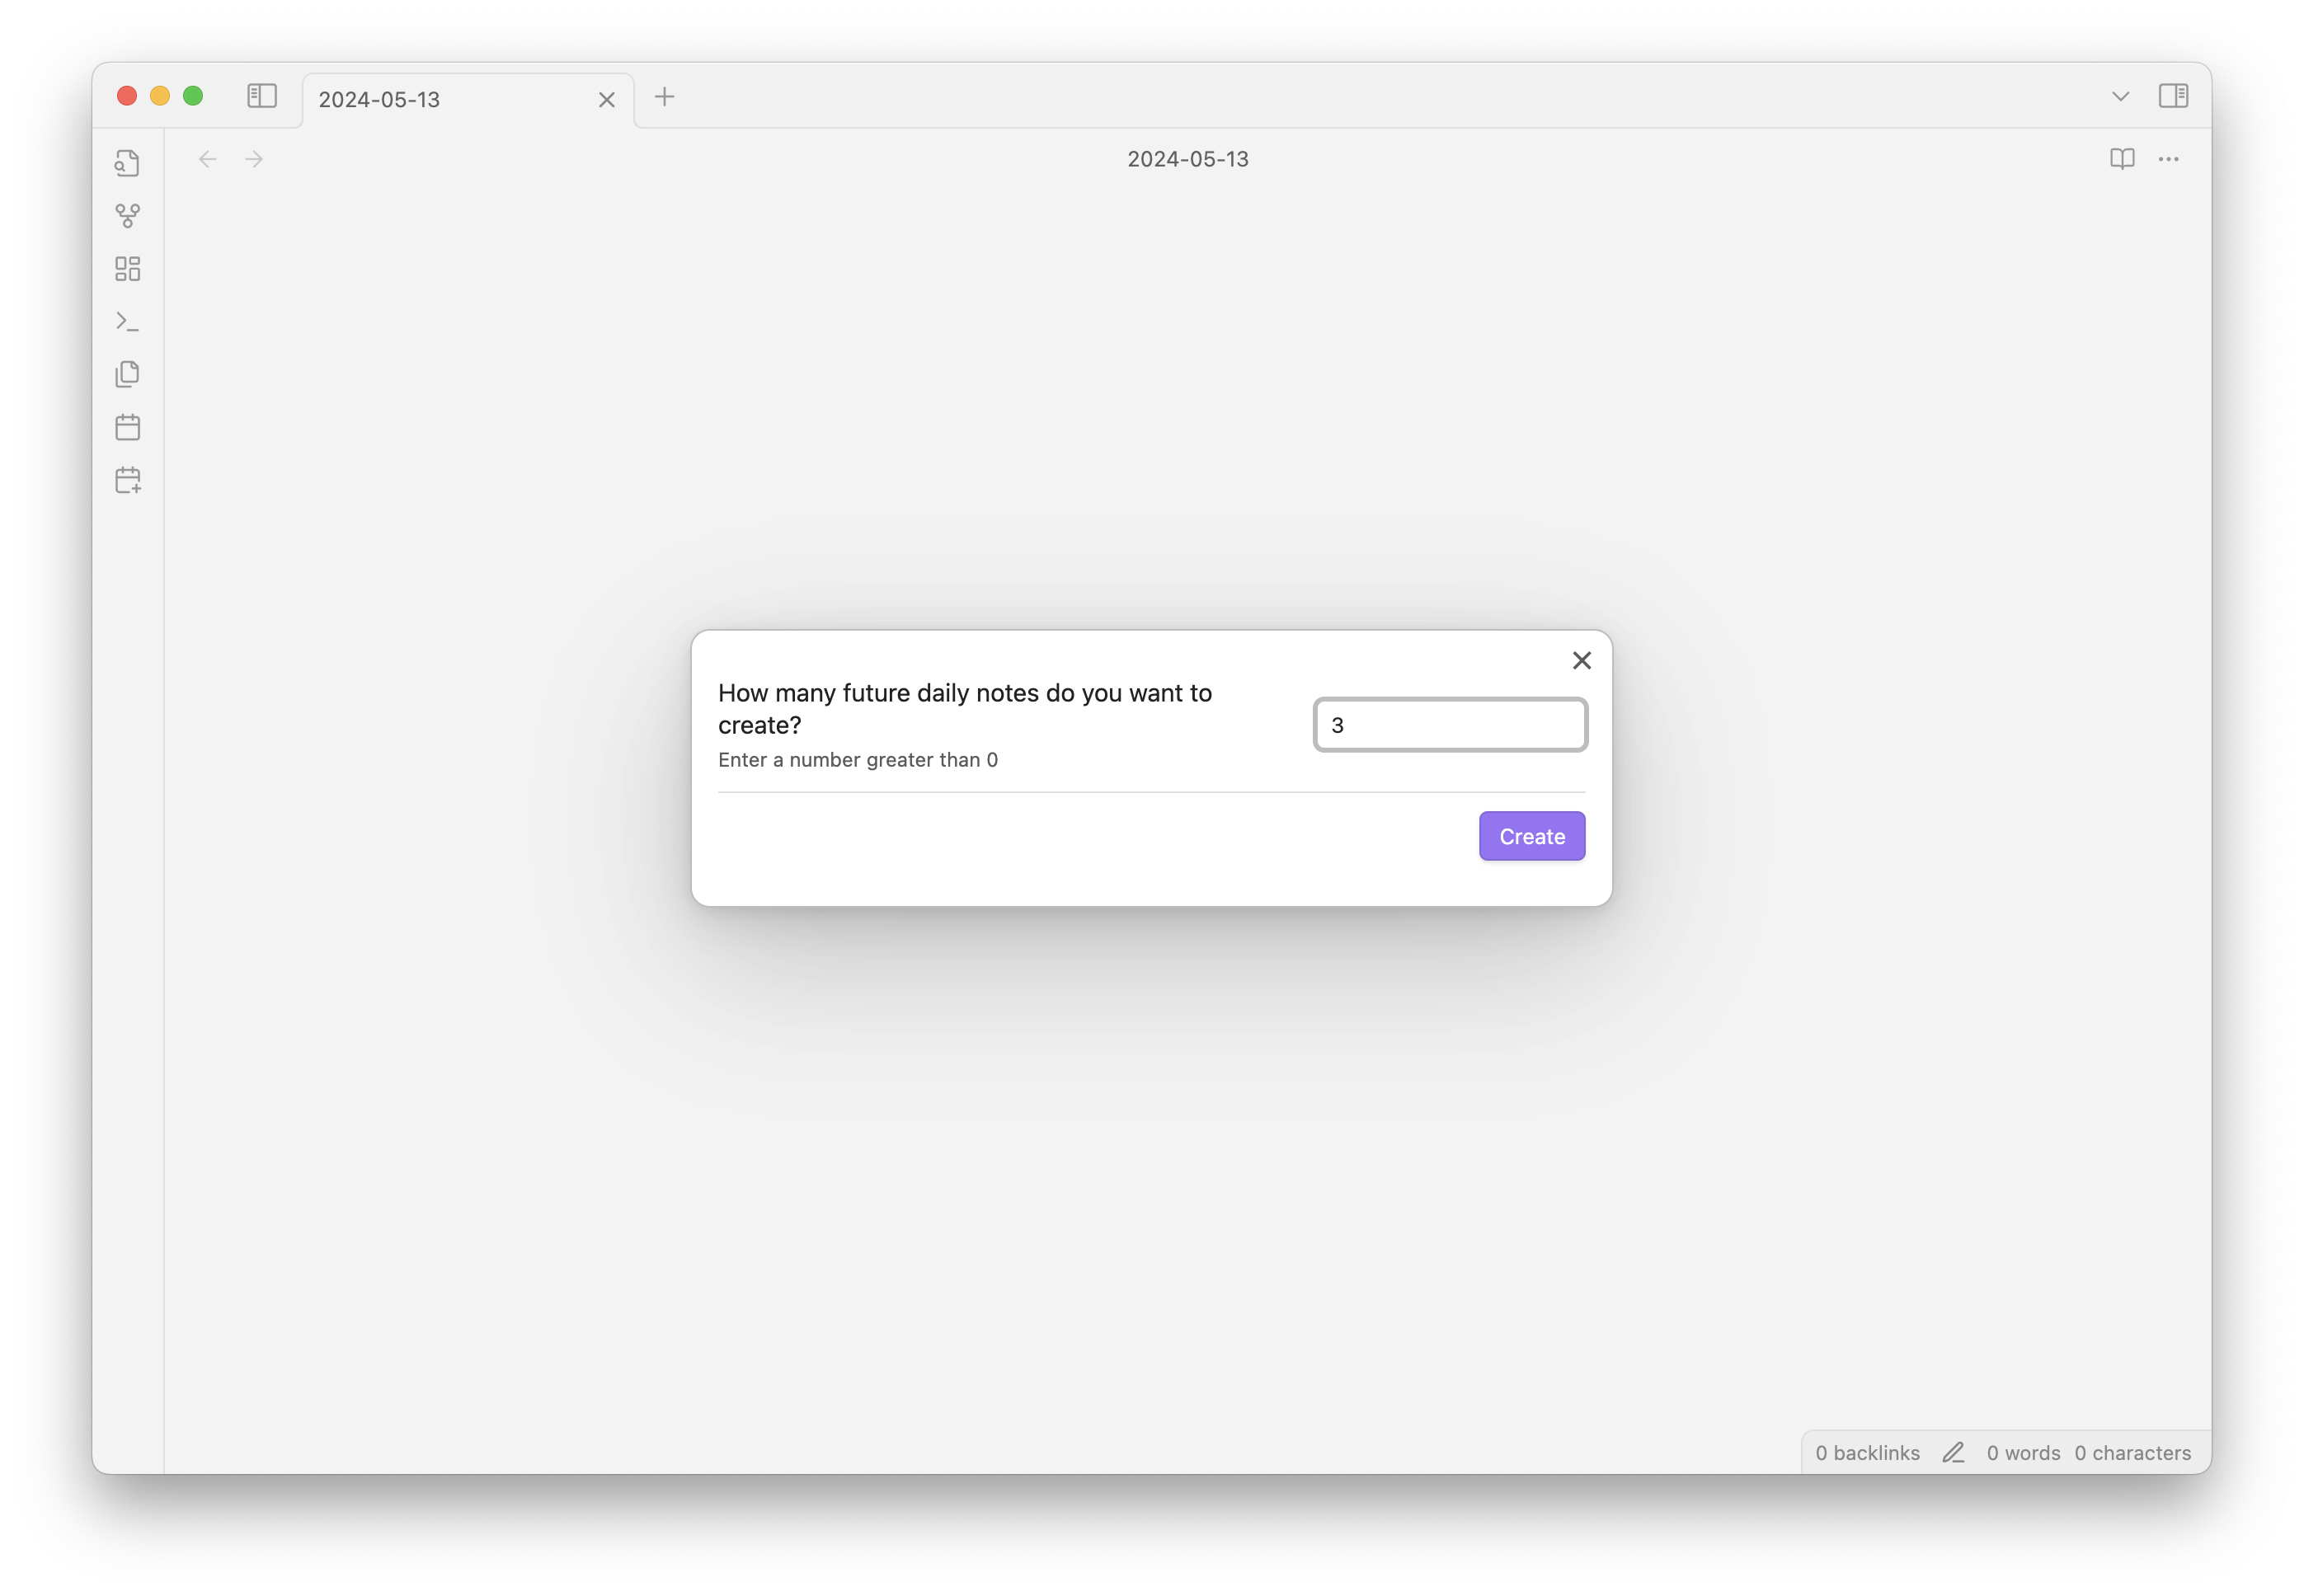 2024-05-13
2024-05-13
How many future daily notes do you want to
create?
Enter a number greater than 0
3
Create
0 backlinks 0 words 0 characters